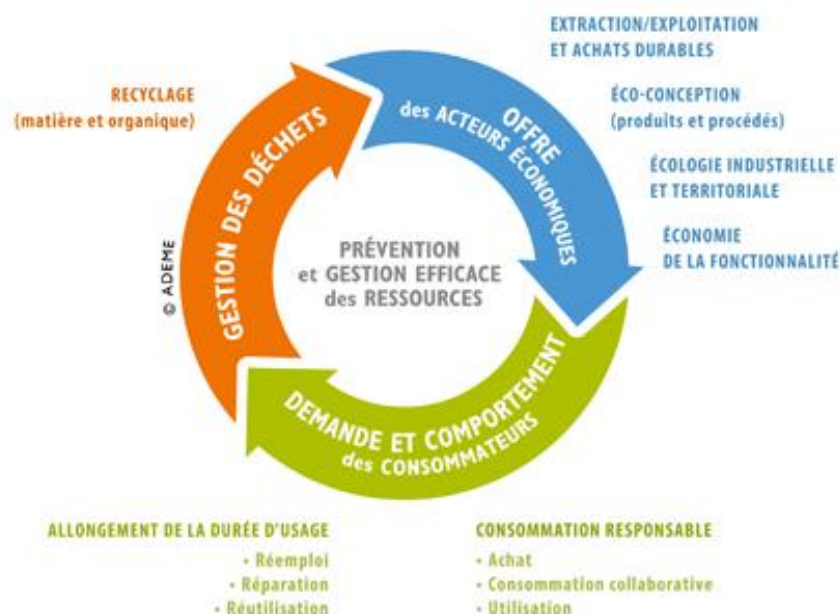 EXTRACTION/EXPLOITATION
ET ACHATS DURABLES
RECYCLAGE
(matière et organique)
ÉCO-CONCEPTION
(produits et procédés)
ÉCOLOGIE INDUSTRIELLE
ET TERRITORIALE
ÉCONOMIE
DE LA FONCTIONNALITÉ
OFFRE
des ACTEURS ÉCONOMIQUES
GESTION DES DÉCHETS
© ADEME
PRÉVENTION
et GESTION EFFICACE
des RESSOURCES
DEMANDE ET COMPORTEMENT
des CONSOMMATEURS
ALLONGEMENT DE LA DURÉE D'USAGE
• Réemploi
• Réparation
• Réutilisation
CONSOMMATION RESPONSABLE
• Achat
• Consommation collaborative
• Utilisation